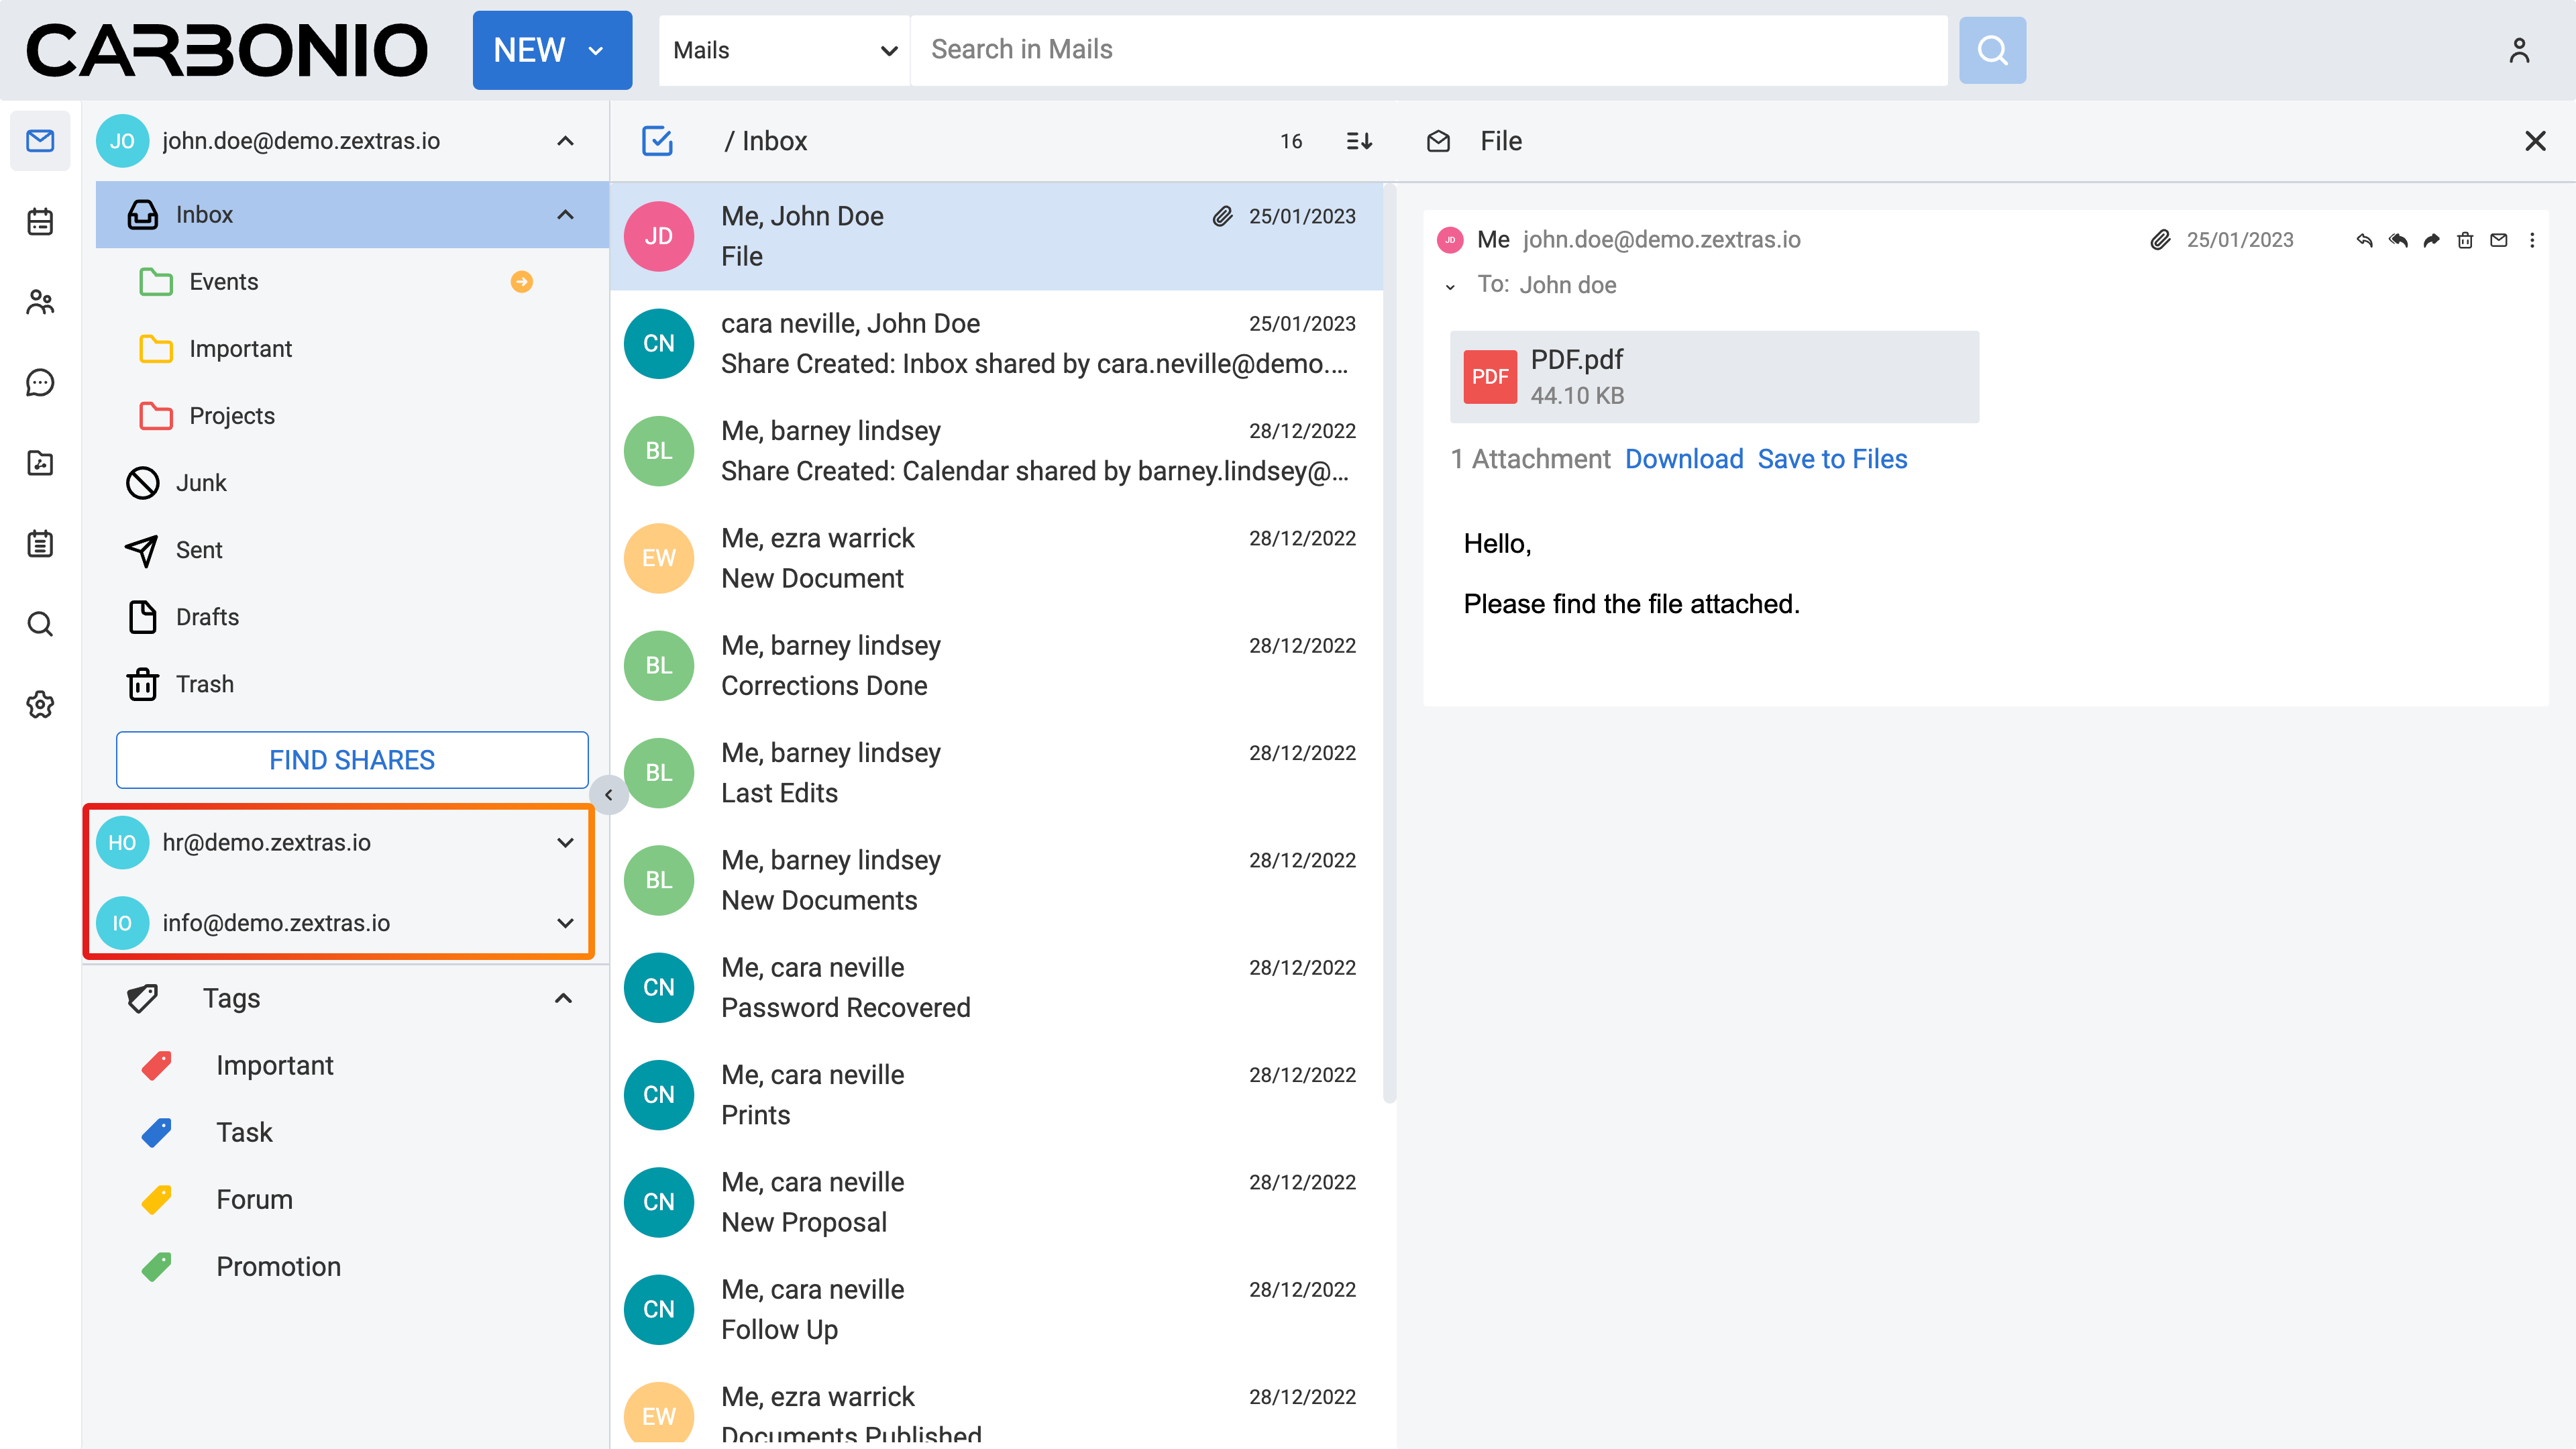 CARBONIO
NEW
Mails
Search in Mails
JO john.doe@demo.zextras.io
Inbox
Events
Important
Projects
Junk
Sent
Drafts
Trash
FIND SHARES
HO hr@demo.zextras.io
IO info@demo.zextras.io
Tags
Important
Task
Forum
Promotion
/ Inbox 16
JD Me, John Doe 25/01/2023
File
CN cara neville, John Doe 25/01/2023
Share Created: Inbox shared by cara.neville@demo....
BL Me, barney lindsey 28/12/2022
Share Created: Calendar shared by barney.lindsey@...
EW Me, ezra warrick 28/12/2022
New Document
BL Me, barney lindsey 28/12/2022
Corrections Done
BL Me, barney lindsey 28/12/2022
Last Edits
BL Me, barney lindsey 28/12/2022
New Documents
CN Me, cara neville 28/12/2022
Password Recovered
CN Me, cara neville 28/12/2022
Prints
CN Me, cara neville 28/12/2022
New Proposal
CN Me, cara neville 28/12/2022
Follow Up
EW Me, ezra warrick 28/12/2022
Documents Published
File
JD Me john.doe@demo.zextras.io 25/01/2023
To: John doe
PDF PDF.pdf
44.10 KB
1 Attachment Download Save to Files
Hello,
Please find the file attached.